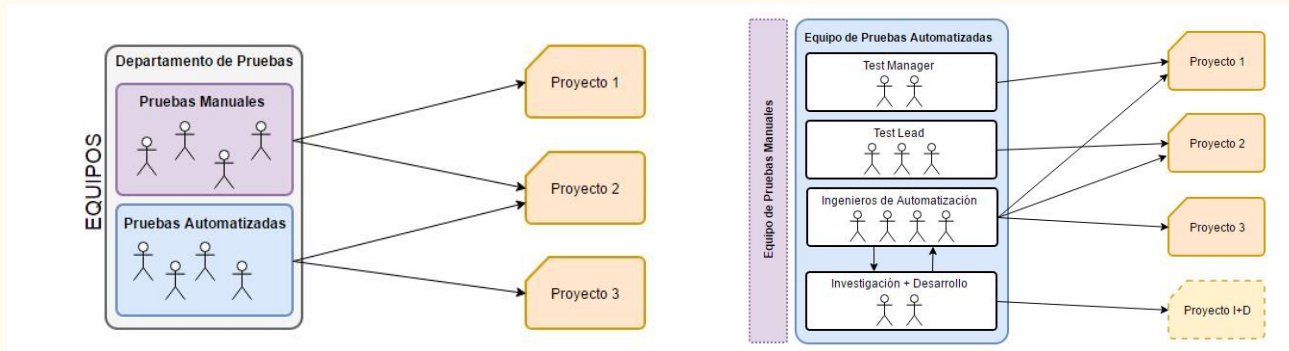 EQUIPOS
Departamento de Pruebas
Pruebas Manuales
Pruebas Automatizadas
Proyecto 1
Proyecto 2
Proyecto 3
Equipo de Pruebas Manuales
Equipo de Pruebas Automatizadas
Test Manager
Test Lead
Ingenieros de Automatización
Investigación + Desarrollo
Proyecto 1
Proyecto 2
Proyecto 3
Proyecto I+D